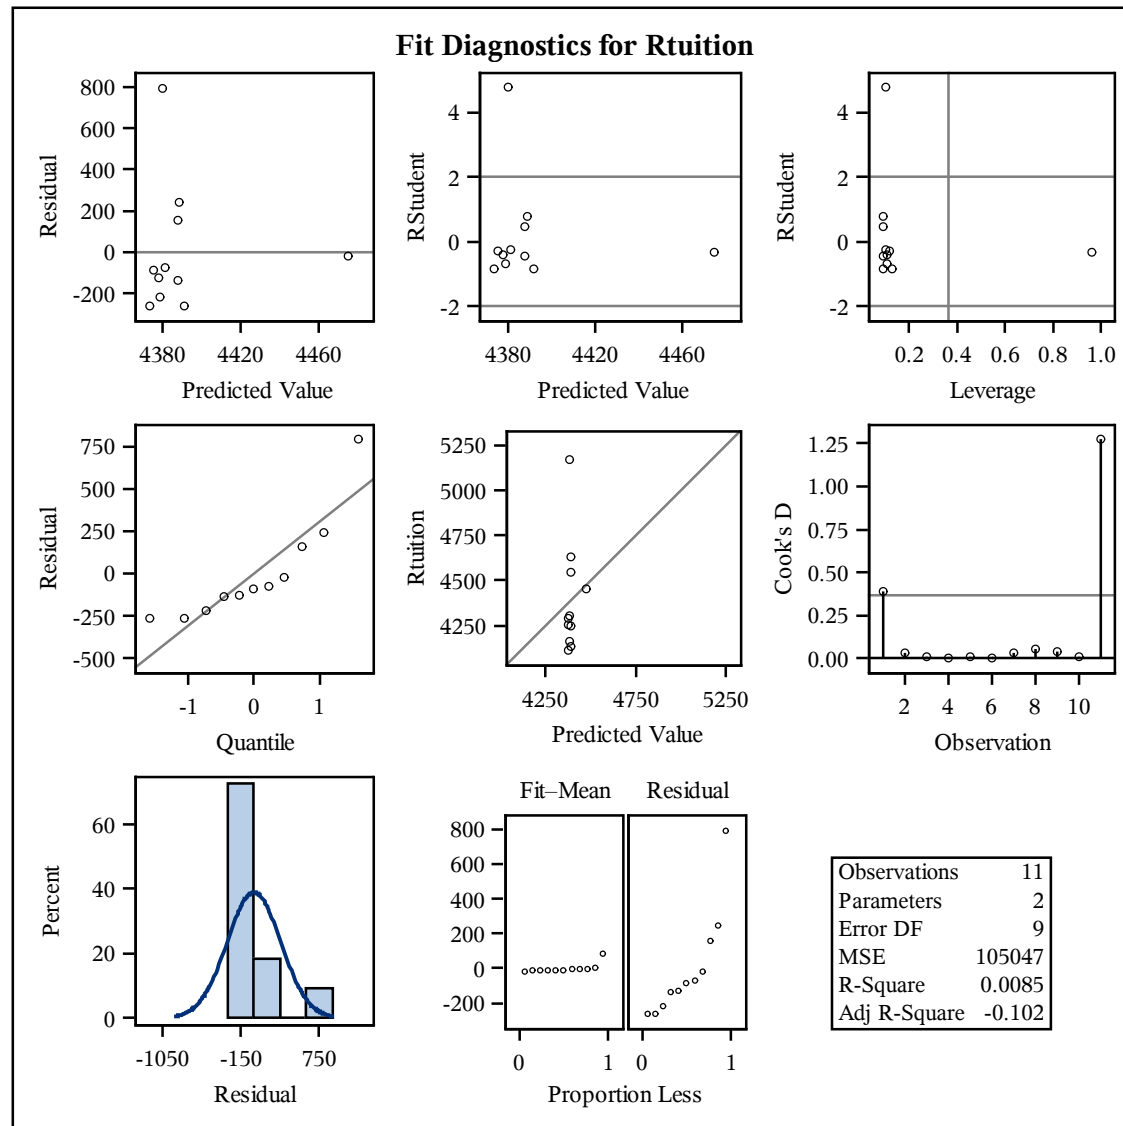 Fit Diagnostics for Rtuition
800
600
400
200
0
-200
Residual
4380 4420 4460
Predicted Value
4
2
0
-2
RStudent
4380 4420 4460
Predicted Value
4
2
0
-2
RStudent
0.2 0.4 0.6 0.8 1.0
Leverage
750
500
250
0
-250
-500
Residual
-1 0 1
Quantile
5250
5000
4750
4500
4250
Rtuition
4250 4750 5250
Predicted Value
1.25
1.00
0.75
0.50
0.25
0.00
Cook's D
2 4 6 8 10
Observation
60
40
20
0
Percent
-1050 -150 750
Residual
Fit–Mean Residual
800
600
400
200
0
-200
0 1 0 1
Proportion Less
Observations 11
Parameters 2
Error DF 9
MSE 105047
R-Square 0.0085
Adj R-Square -0.102